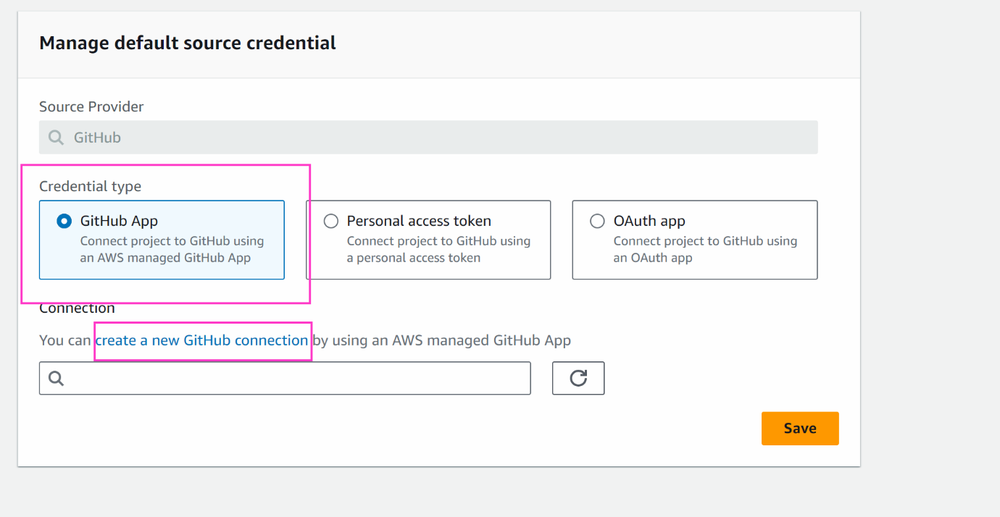 Manage default source credential
Source Provider
GitHub
Credential type
GitHub App
Connect project to GitHub using
an AWS managed GitHub App
Personal access token
Connect project to GitHub using
a personal access token
OAuth app
Connect project to GitHub using
an OAuth app
Connection
You can create a new GitHub connection by using an AWS managed GitHub App
Save